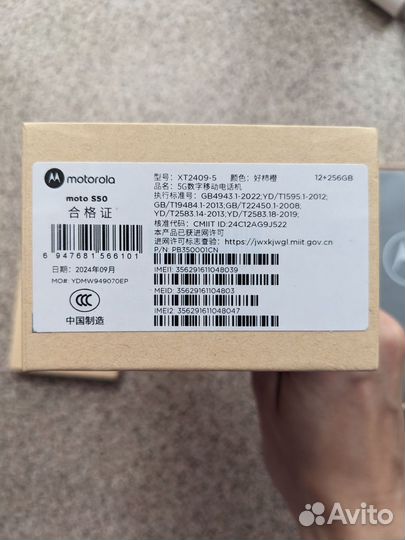 motorola
moto S50
合格证
6 947681 566101
日期：2024年09月
MO#: YDMW949070EP
CCC
中国制造
型号： XT2409-5 颜色：好柿橙 12+256GB
品名：5G数字移动电话机
执行标准号：GB4943.1-2022;YD/T1595.1-2012;
GB/T19484.1-2013;GB/T22450.1-2008;
YD/T2583.14-2013;YD/T2583.18-2019;
核准代码：CMIIT ID:24C12AG9J522
本产品已获进网许可
进网许可标志查验：https://jwxkjwgl.miit.gov.cn
P/N: PB350001CN
IMEI1: 356291611048039
MEID: 35629161104803
IMEI2: 356291611048047
Avito